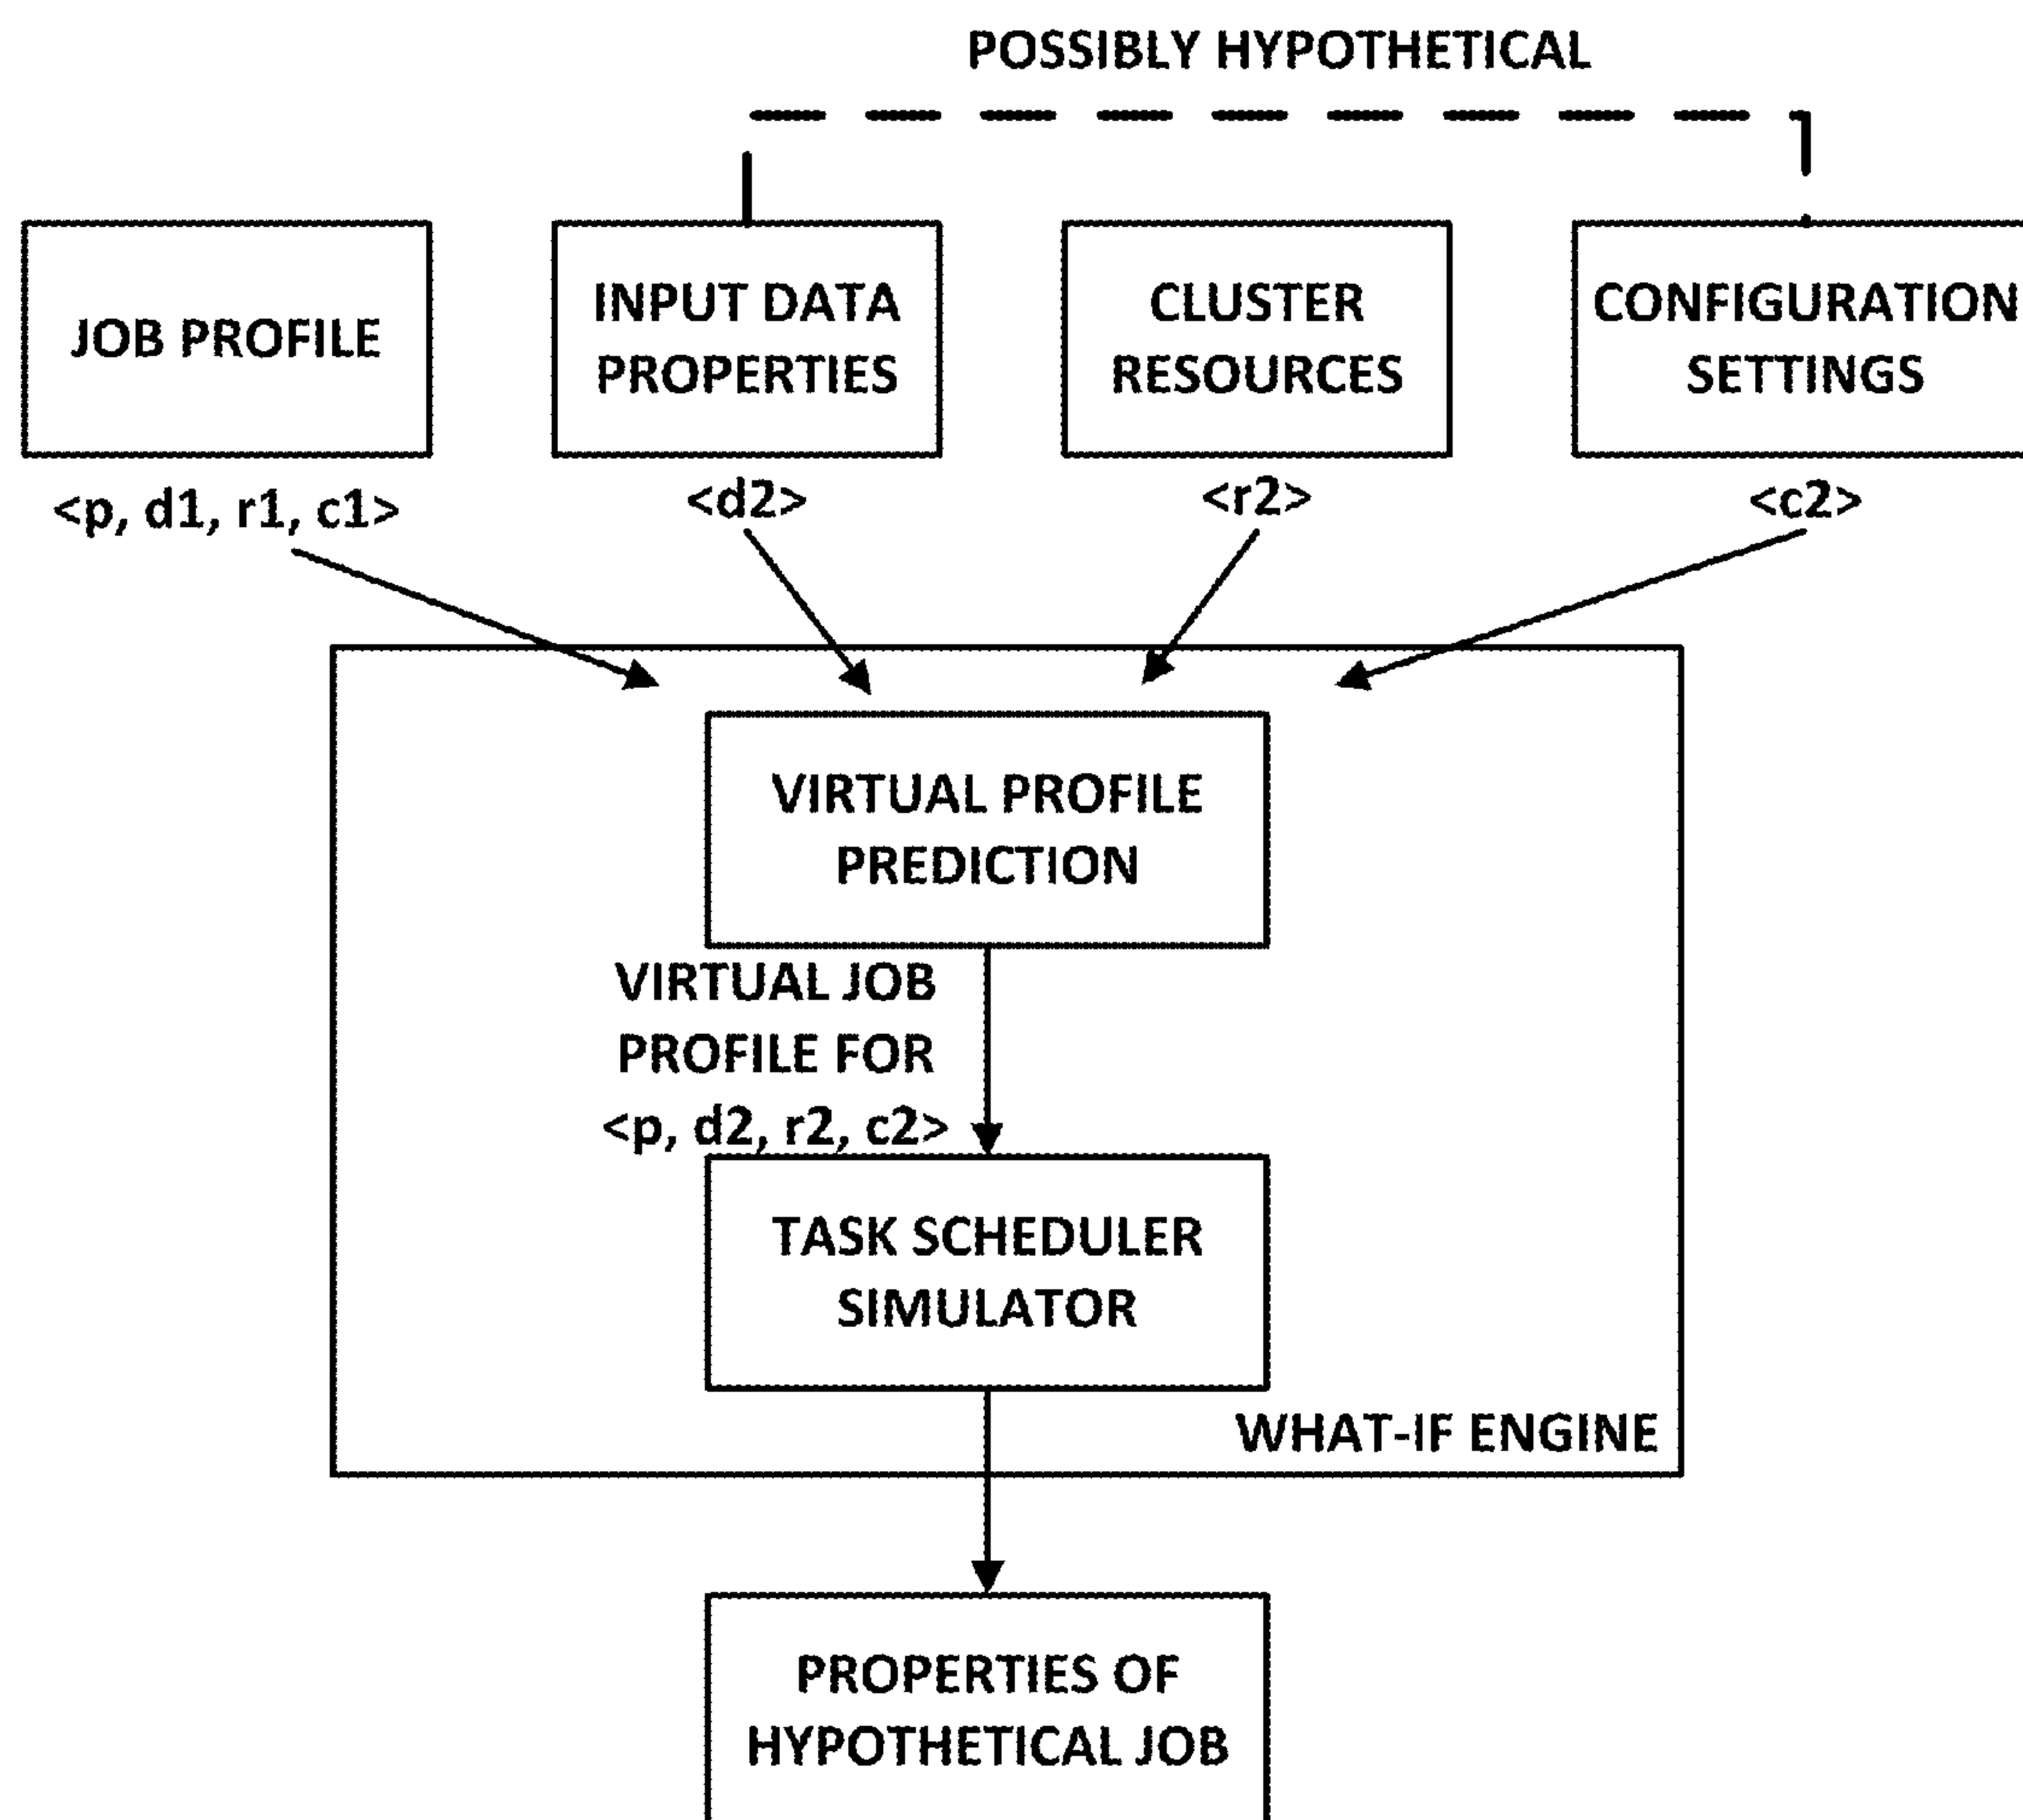 POSSIBLY HYPOTHETICAL
JOB PROFILE
INPUT DATA
PROPERTIES
CLUSTER
RESOURCES
CONFIGURATION
SETTINGS
<p, d1, r1, c1>
<d2>
<r2>
<c2>
VIRTUAL PROFILE
PREDICTION
VIRTUAL JOB
PROFILE FOR
<p, d2, r2, c2>
TASK SCHEDULER
SIMULATOR
WHAT-IF ENGINE
PROPERTIES OF
HYPOTHETICAL JOB